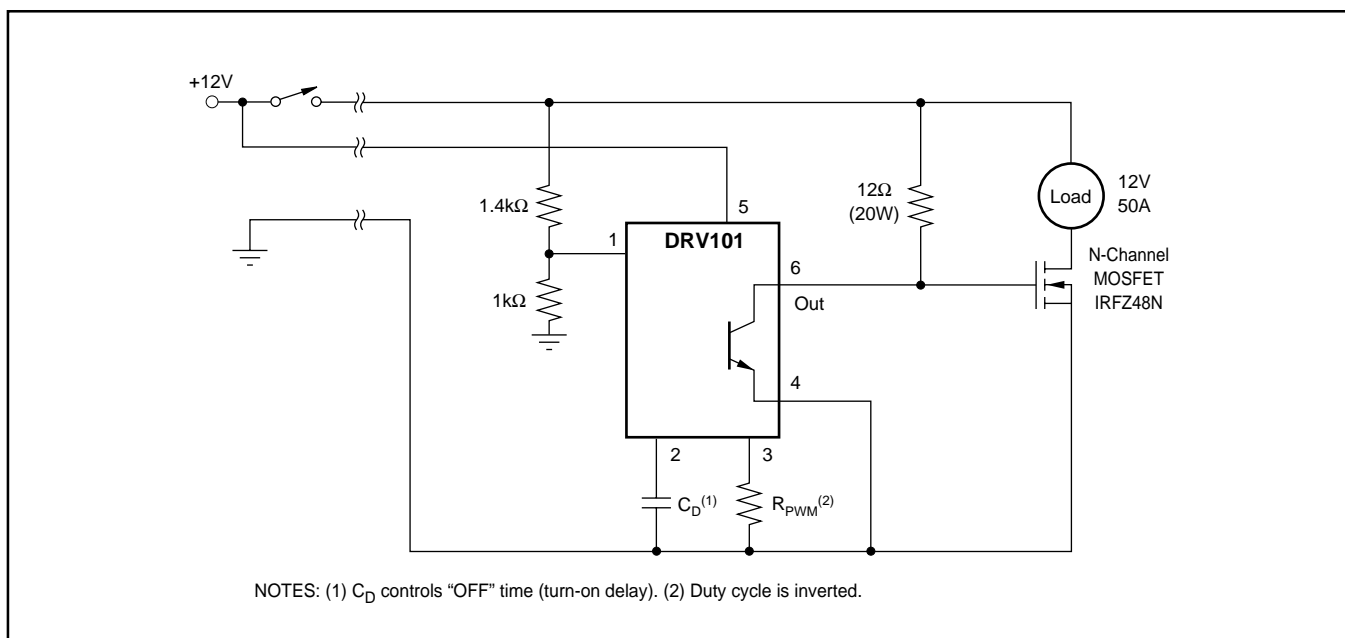 +12V
1.4kΩ
1
1kΩ
5
DRV101
6
Out
4
2
3
12Ω
(20W)
Load
12V
50A
N-Channel
MOSFET
IRFZ48N
C_D(1)
R_PWM(2)
NOTES: (1) C_D controls “OFF” time (turn-on delay). (2) Duty cycle is inverted.